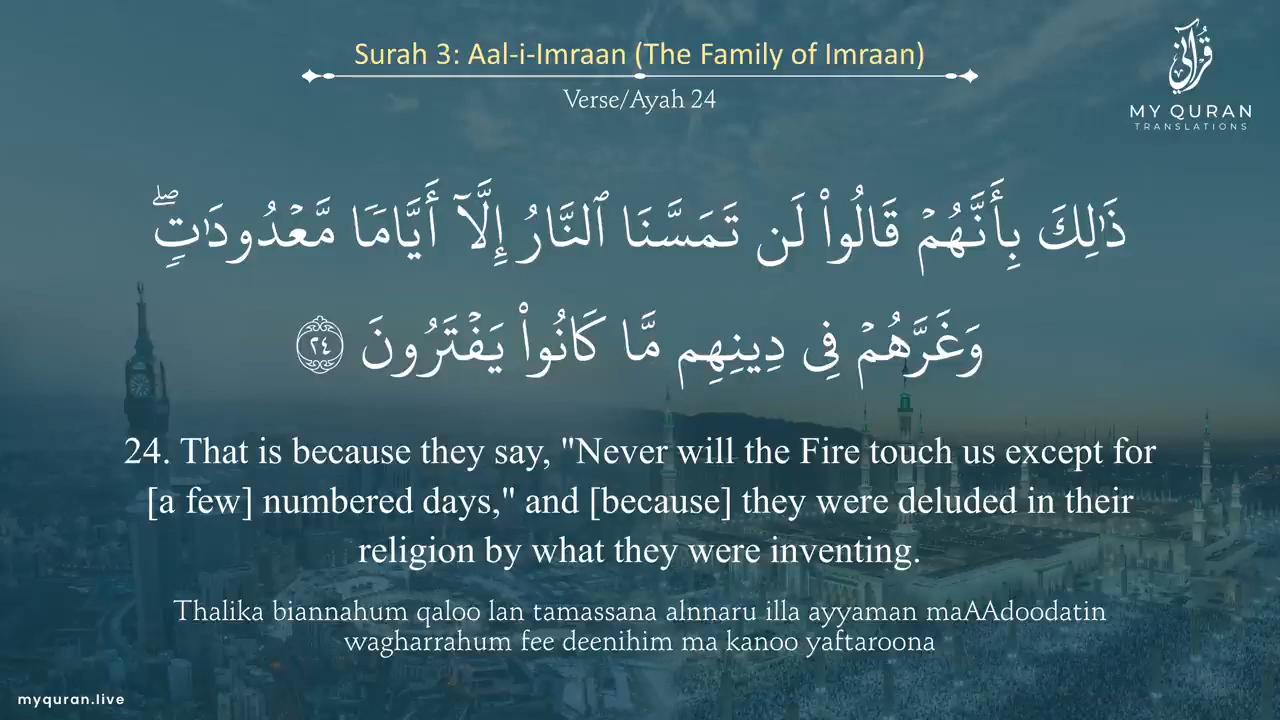 Surah 3: Aal-i-Imraan (The Family of Imraan)
Verse/Ayah 24
قُرْآنِي
MY QURAN
TRANSLATIONS
ذَٰلِكَ بِأَنَّهُمْ قَالُوا۟ لَن تَمَسَّنَا ٱلنَّارُ إِلَّآ أَيَّامًا مَّعْدُودَٰتٍۢ ۖ
وَغَرَّهُمْ فِى دِينِهِم مَّا كَانُوا۟ يَفْتَرُونَ ٢٤
24. That is because they say, "Never will the Fire touch us except for
[a few] numbered days," and [because] they were deluded in their
religion by what they were inventing.
Thalika biannahum qaloo lan tamassana alnnaru illa ayyaman maAAdoodatin
wagharrahum fee deenihim ma kanoo yaftaroona
myquran.live